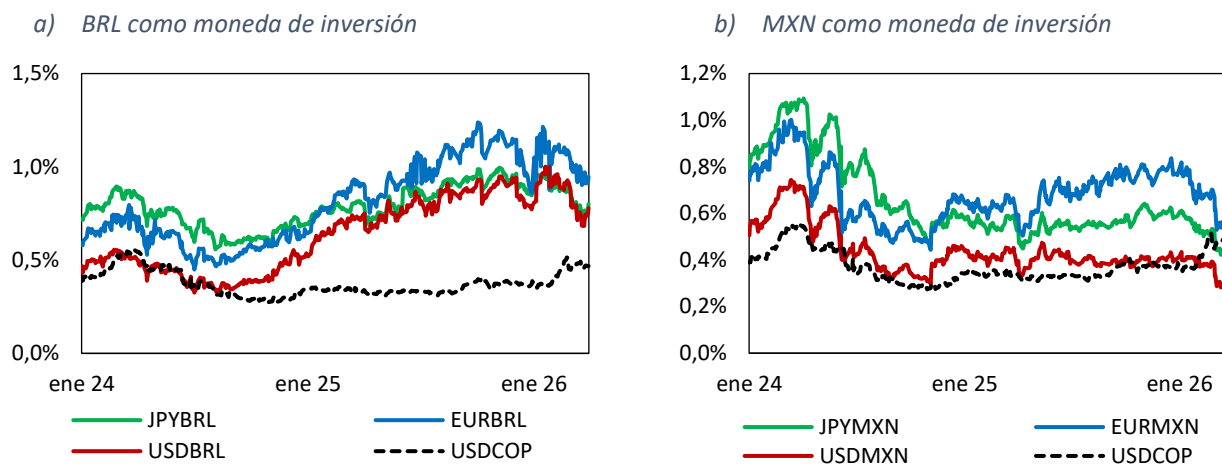 a) BRL como moneda de inversión
1,5%
1,0%
0,5%
0,0%
ene 24
ene 25
ene 26
JPYBRL
EURBRL
USDBRL
USDCOP
b) MXN como moneda de inversión
1,2%
1,0%
0,8%
0,6%
0,4%
0,2%
0,0%
ene 24
ene 25
ene 26
JPYMXN
EURMXN
USDMXN
USDCOP